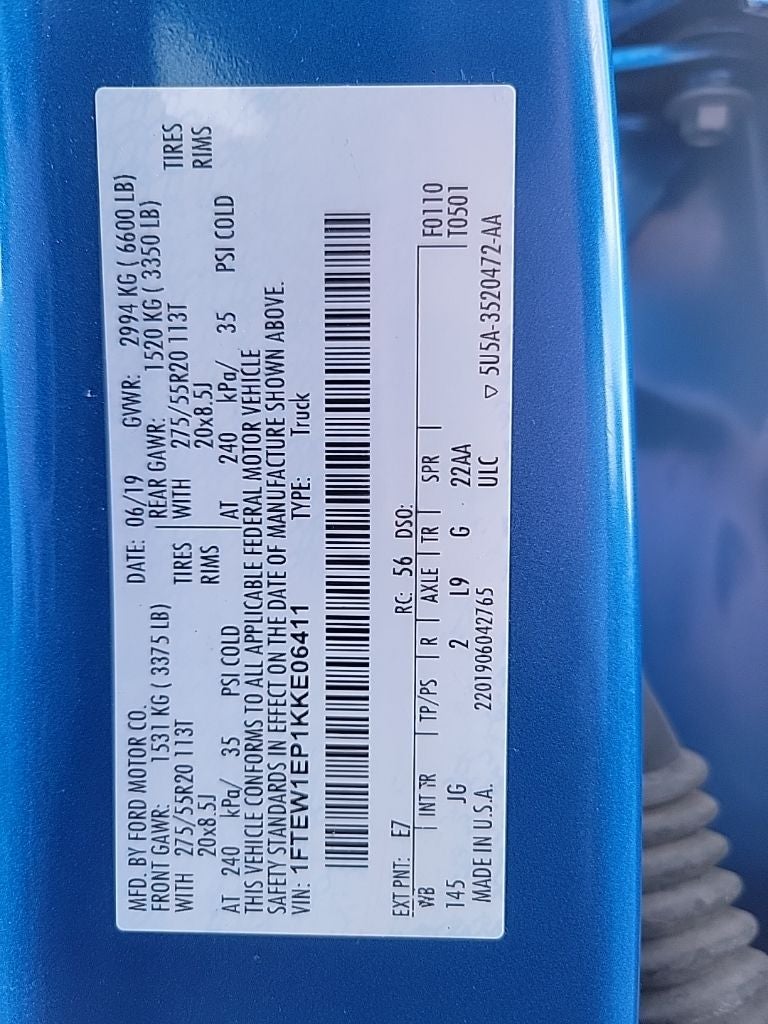 MFD. BY FORD MOTOR CO. DATE: 06/19 GVWR: 2994 KG ( 6600 LB)
FRONT GAWR: 1531 KG ( 3375 LB) REAR GAWR: 1520 KG ( 3350 LB)
WITH 275/55R20 113T TIRES WITH 275/55R20 113T TIRES
20x8.5J RIMS 20x8.5J RIMS
AT 240 kPa/ 35 PSI COLD AT 240 kPa/ 35 PSI COLD
THIS VEHICLE CONFORMS TO ALL APPLICABLE FEDERAL MOTOR VEHICLE
SAFETY STANDARDS IN EFFECT ON THE DATE OF MANUFACTURE SHOWN ABOVE.
VIN: 1FTEW1EP1KKE06411 TYPE: Truck
EXT PNT: E7 RC: 56 DSO: F0110
WB INT TR TP/PS R AXLE TR SPR T0501
145 JG 2 L9 G 22AA
MADE IN U.S.A. 2201906042765 ULC ▽ 5U5A-3520472-AA